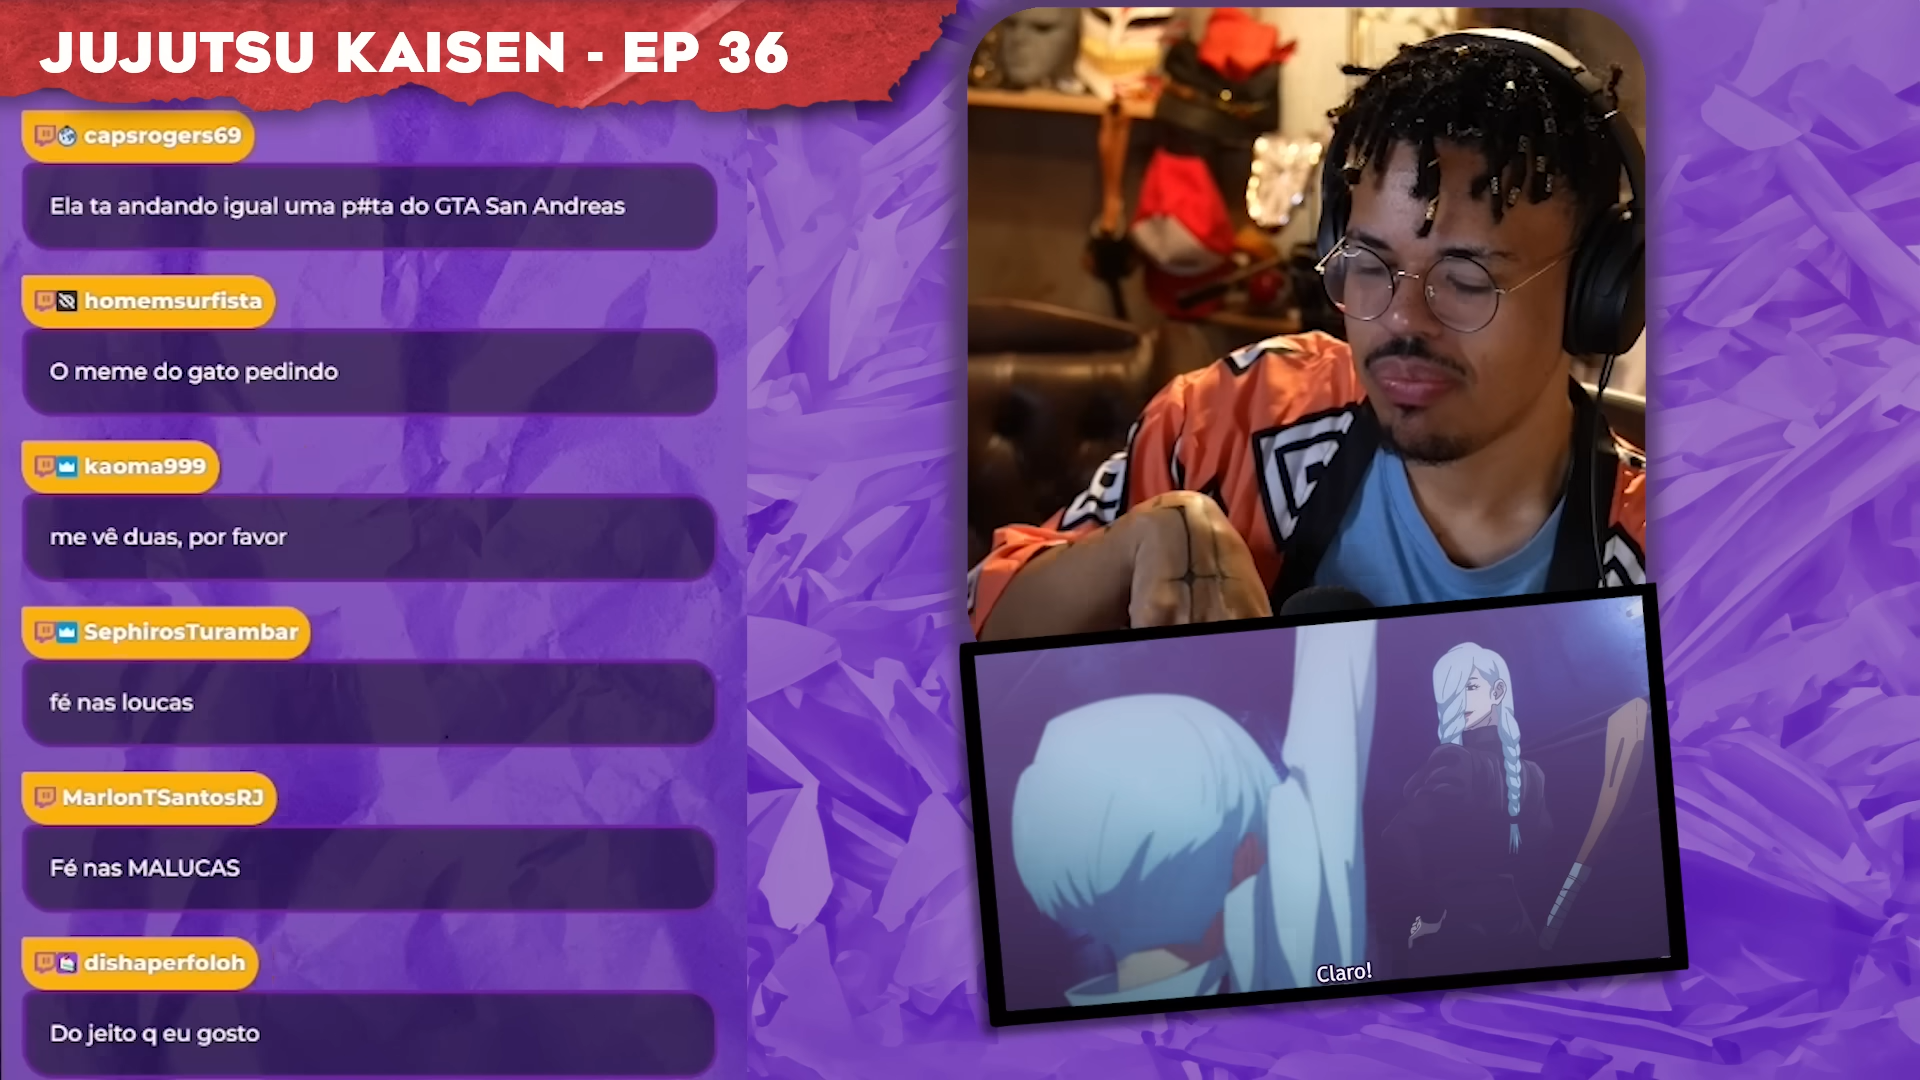 JUJUTSU KAISEN - EP 36
capsrogers69
Ela ta andando igual uma p#ta do GTA San Andreas
homemsurfista
O meme do gato pedindo
kaoma999
me vê duas, por favor
SephirosTurambar
fé nas loucas
MarlonTSantosRJ
Fé nas MALUCAS
dishaperfoloh
Do jeito q eu gosto
Claro!